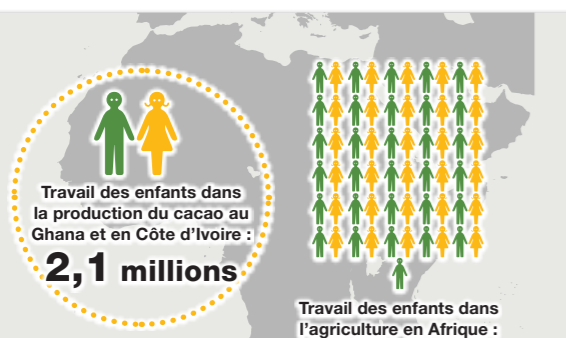 Travail des enfants dans
la production du cacao au
Ghana et en Côte d’Ivoire :
2,1 millions
Travail des enfants dans
l’agriculture en Afrique :